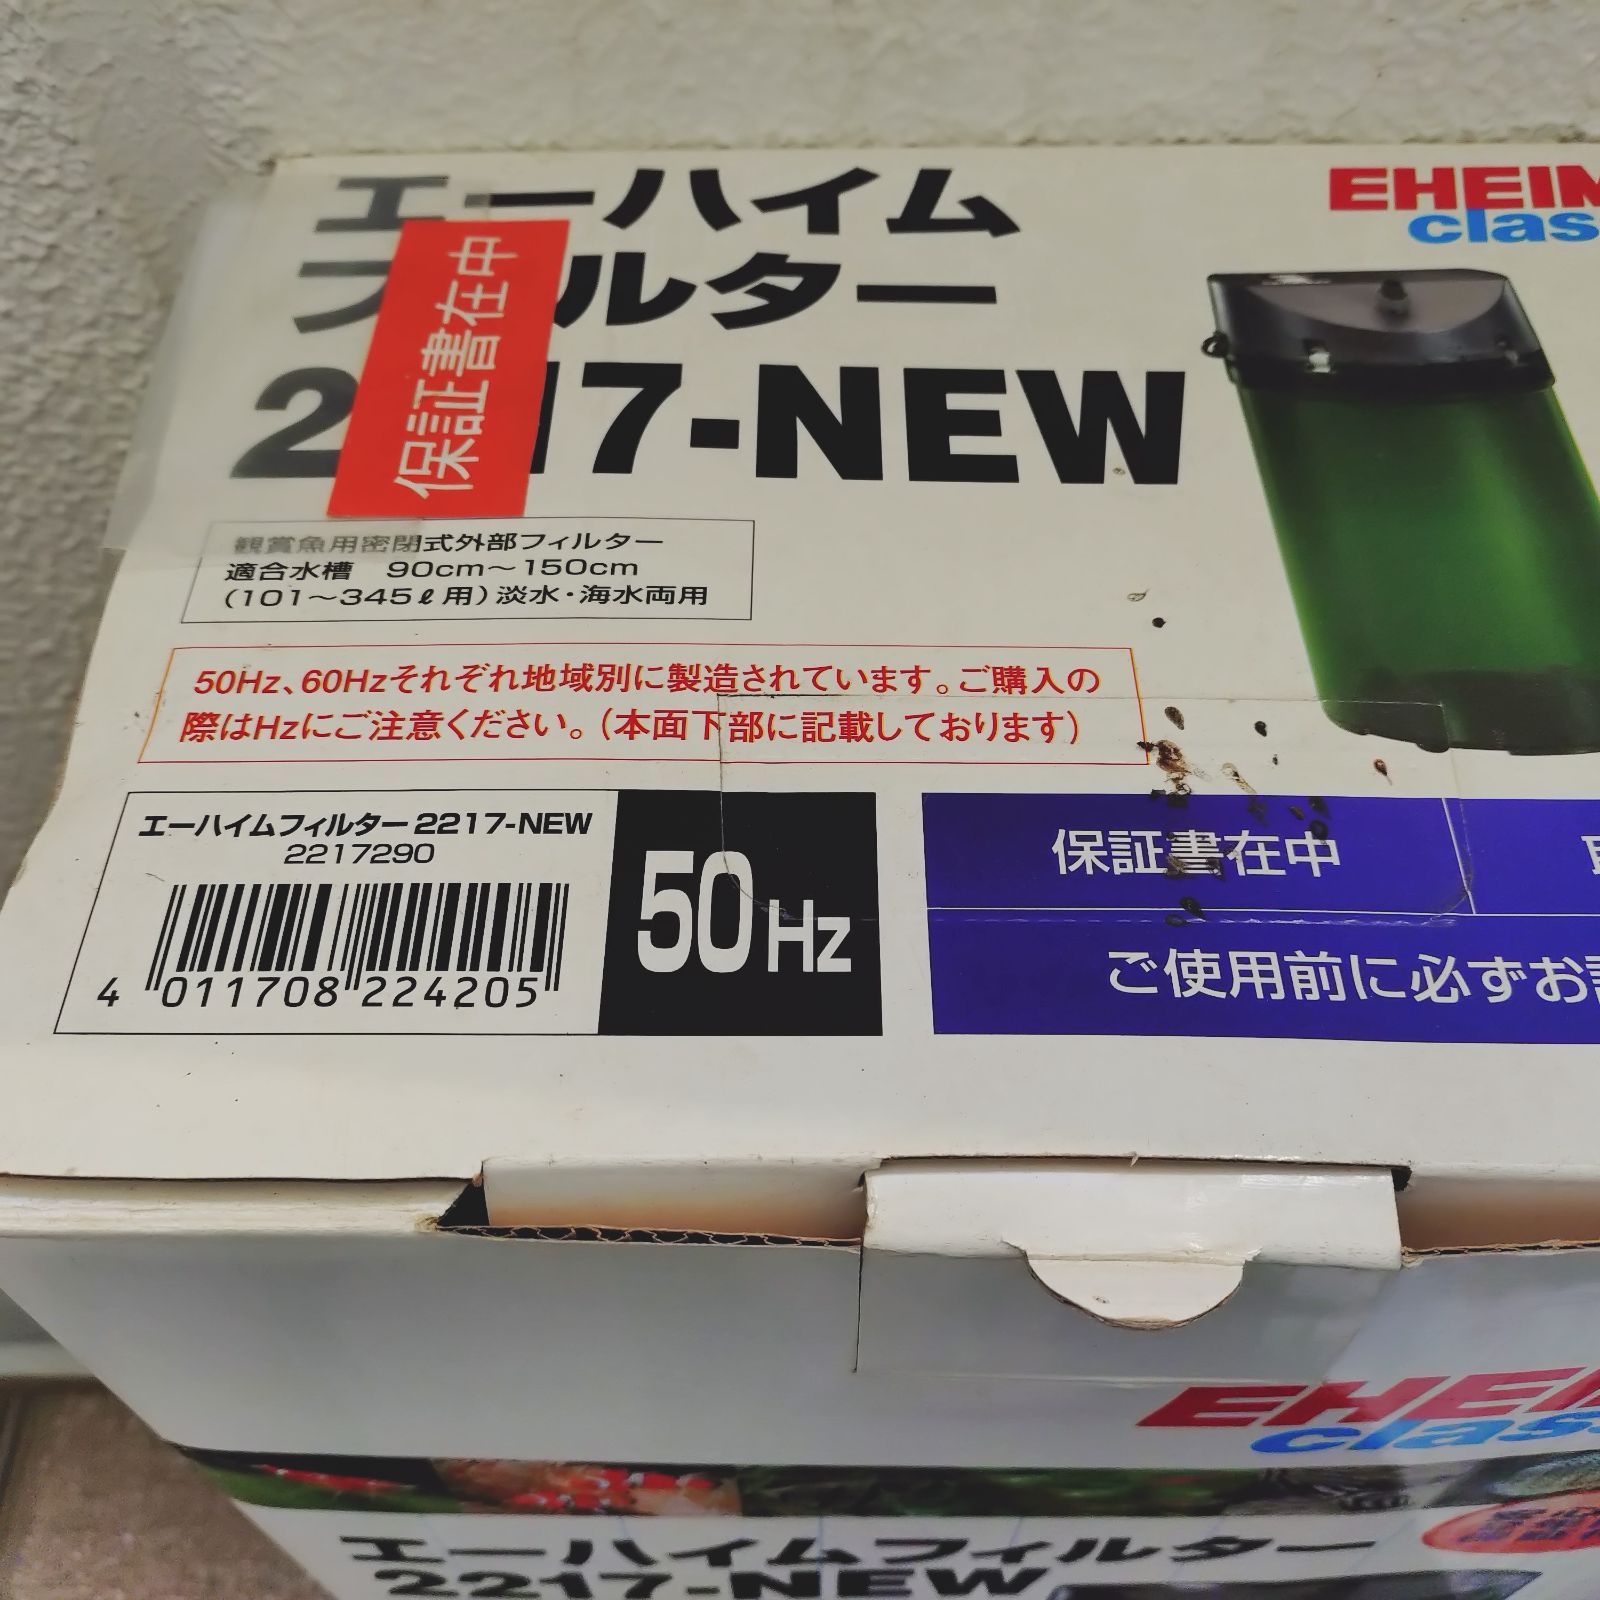 エーハイム
フィルター
2217-NEW
保証書在中
EHEIM
clas
観賞魚用密閉式外部フィルター
適合水槽 90cm〜150cm
(101〜345ℓ用)淡水・海水両用
50Hz、60Hzそれぞれ地域別に製造されています。ご購入の
際はHzにご注意ください。(本面下部に記載しております)
エーハイムフィルター2217-NEW
2217290
4 011708 224205
50Hz
保証書在中
ご使用前に必ずお
EHEI
class
エーハイムフィルター
2217-NEW